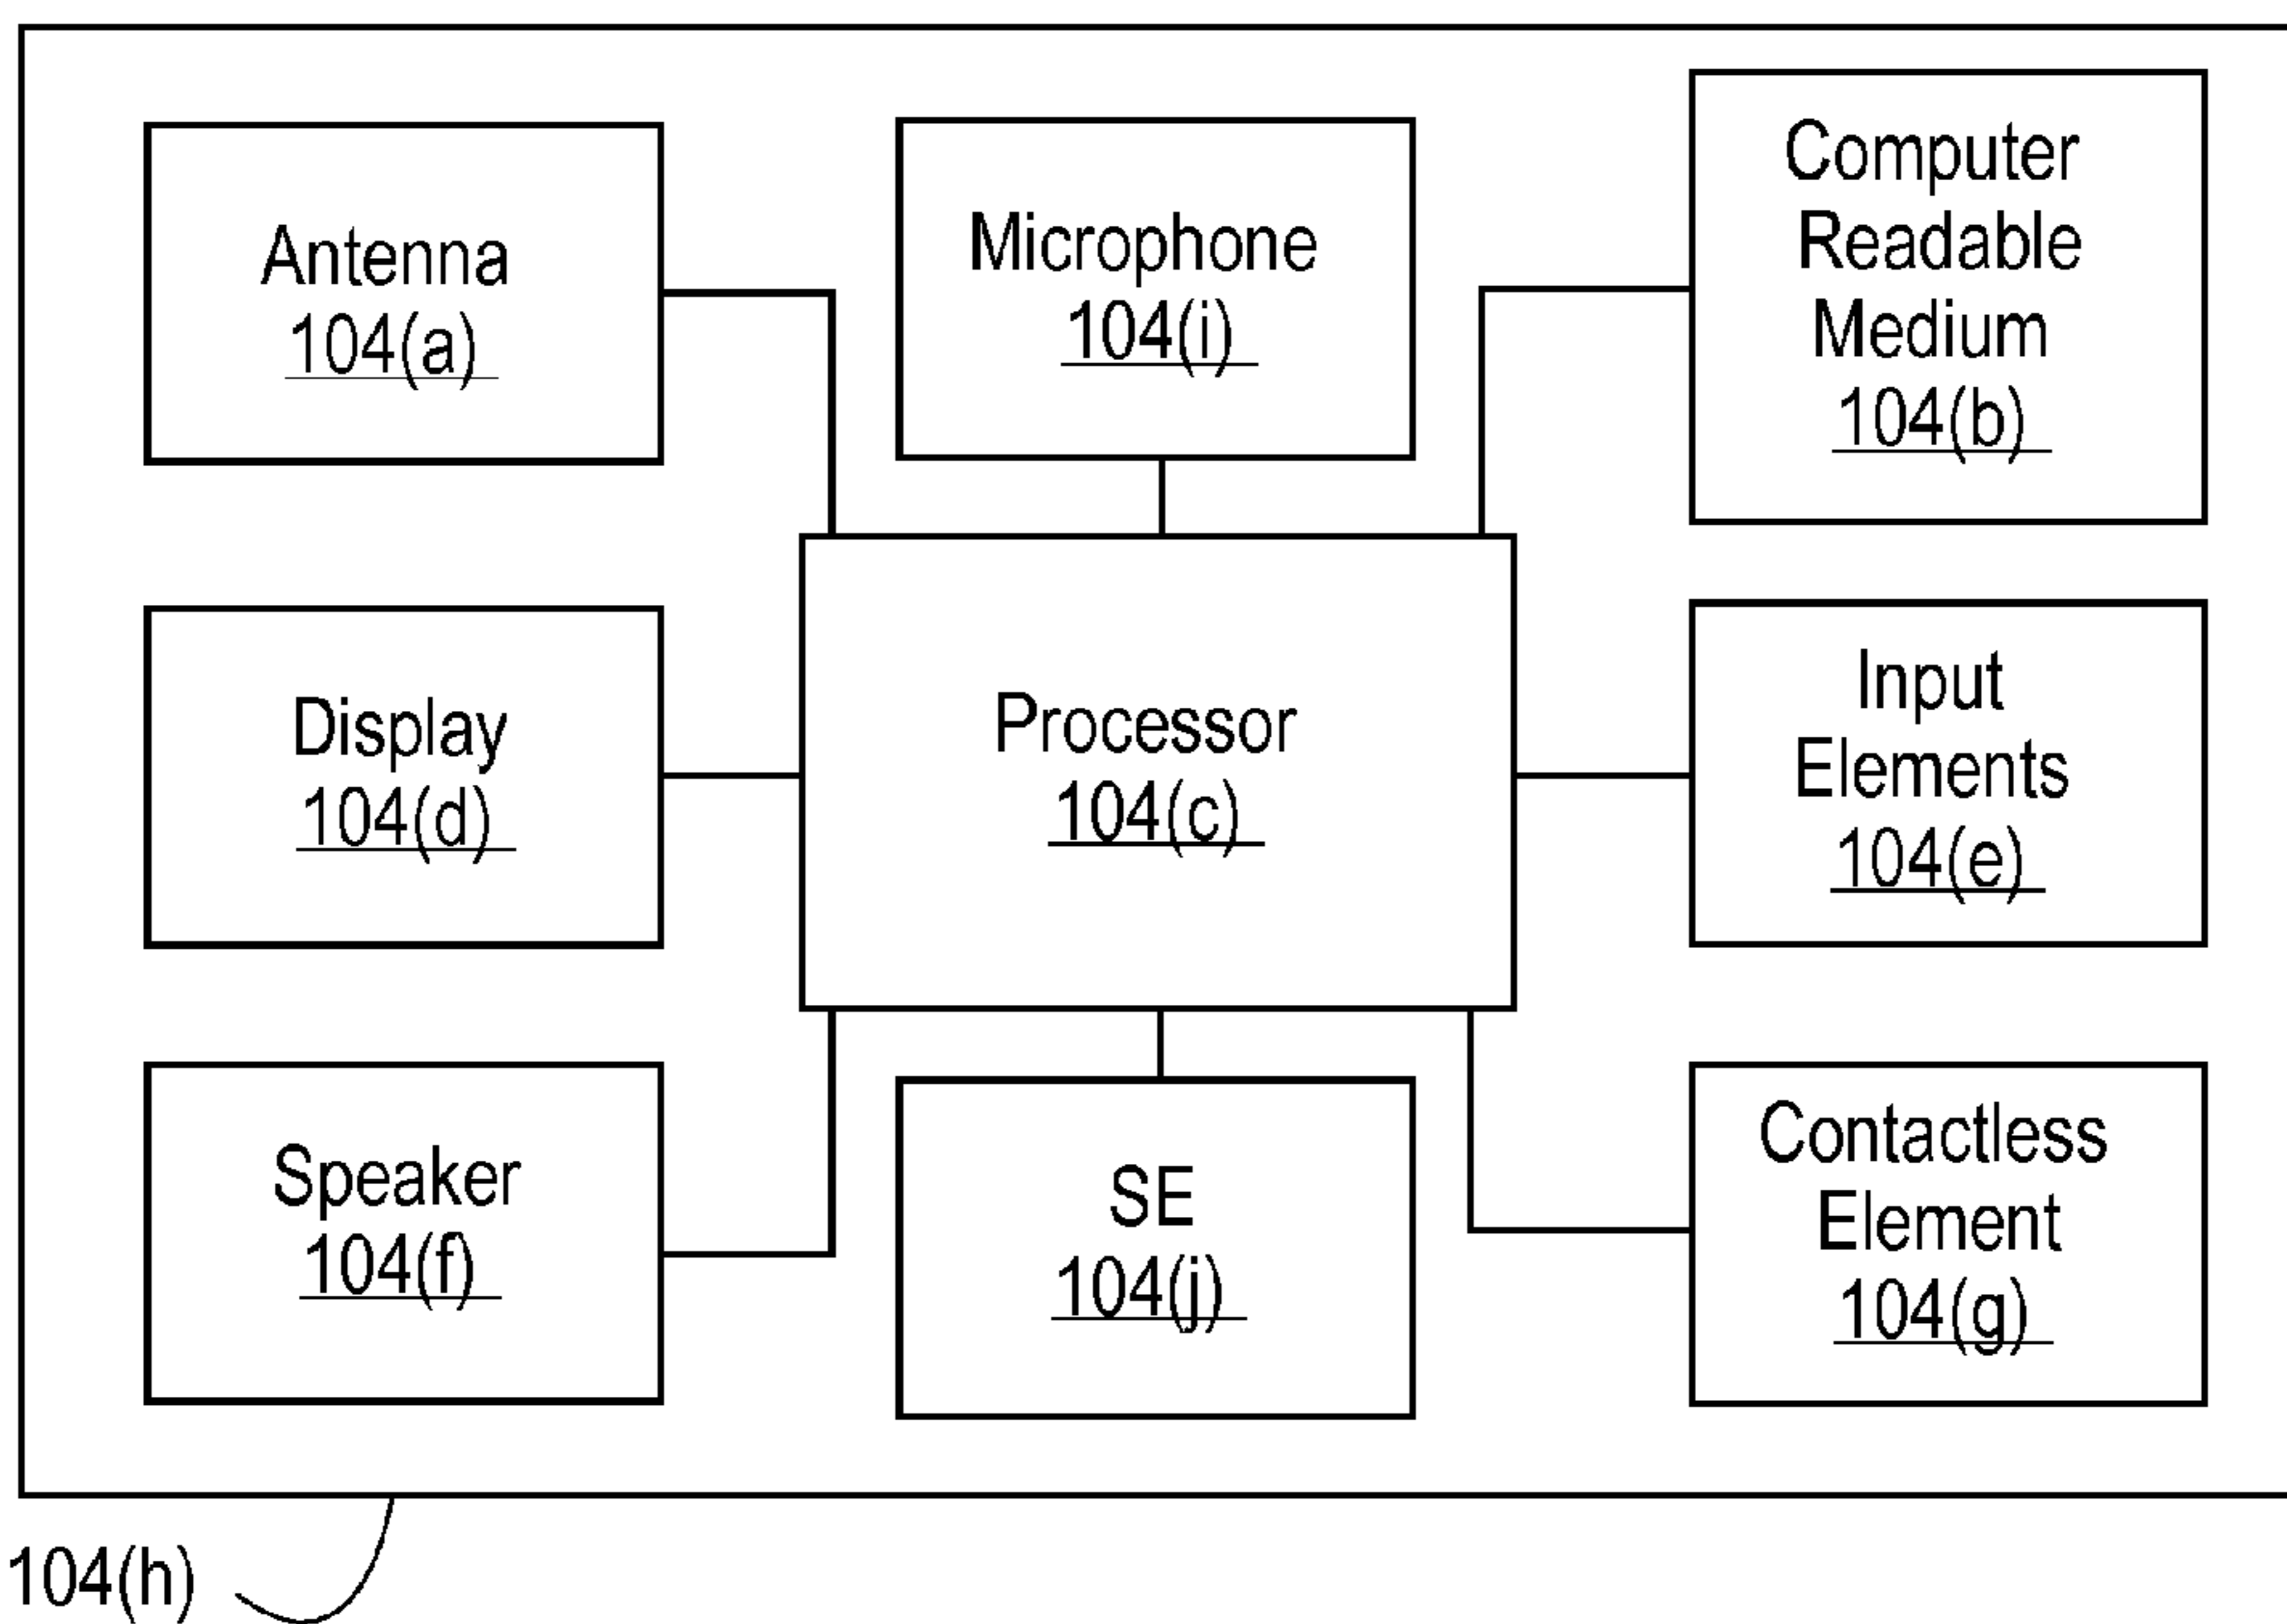 Antenna
104(a)
Microphone
104(i)
Computer
Readable
Medium
104(b)
Display
104(d)
Processor
104(c)
Input
Elements
104(e)
Speaker
104(f)
SE
104(j)
Contactless
Element
104(g)
104(h)